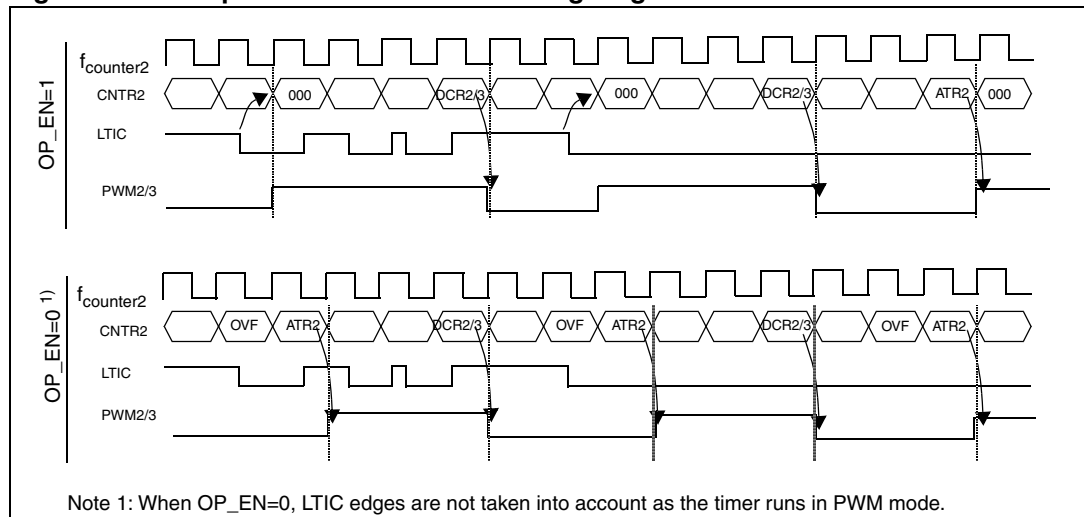 OP_EN=1
fcounter2
CNTR2 000 DCR2/3 000 DCR2/3 ATR2 000
LTIC
PWM2/3
OP_EN=0 1)
fcounter2
CNTR2 OVF ATR2 DCR2/3 OVF ATR2 DCR2/3 OVF ATR2
LTIC
PWM2/3
Note 1: When OP_EN=0, LTIC edges are not taken into account as the timer runs in PWM mode.